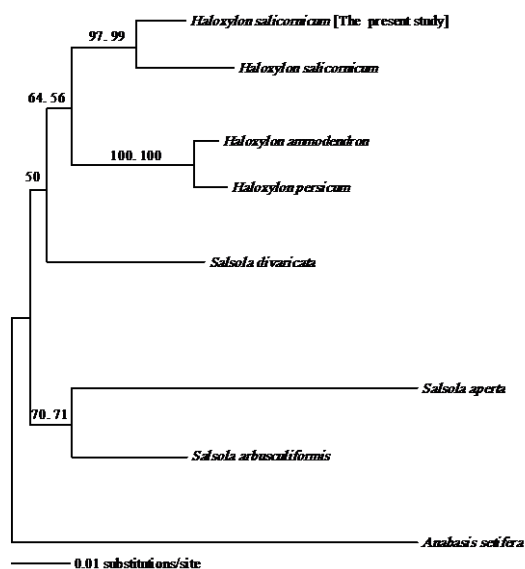 Haloxylon salicornicum [The present study]
97- 99
Haloxylon salicornicum
64- 56
Haloxylon ammodendron
100- 100
Haloxylon persicum
50
Salsola divaricata
Salsola aperta
70- 71
Salsola arbusculiformis
Anabasis setifera
0.01 substitutions/site